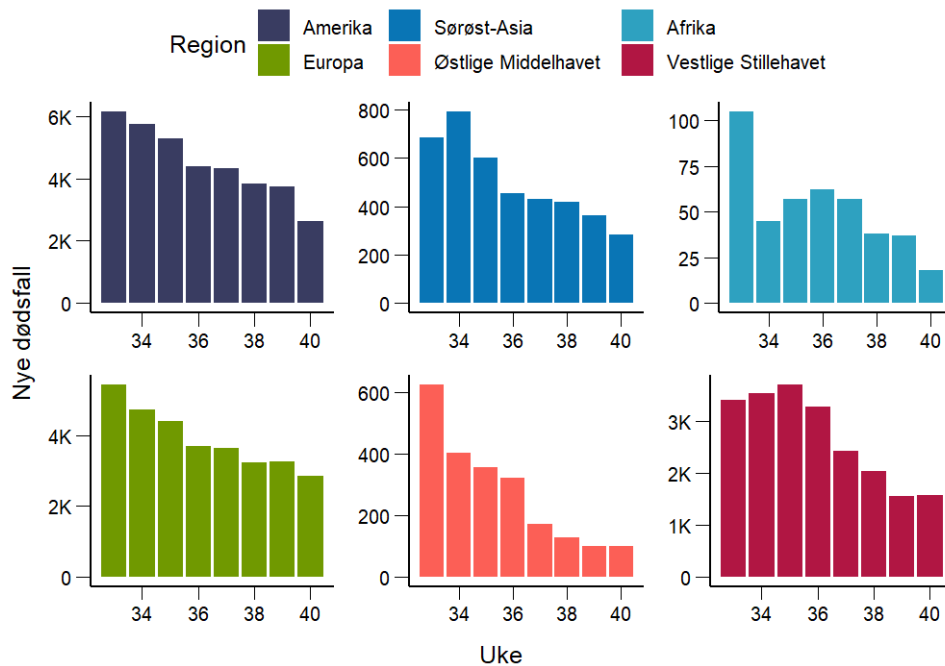 Region
Amerika
Sørøst-Asia
Afrika
Europa
Østlige Middelhavet
Vestlige Stillehavet
Nye dødsfall
6K
4K
2K
0
34 36 38 40
800
600
400
200
0
34 36 38 40
100
75
50
25
0
34 36 38 40
4K
2K
0
34 36 38 40
600
400
200
0
34 36 38 40
3K
2K
1K
0
34 36 38 40
Uke